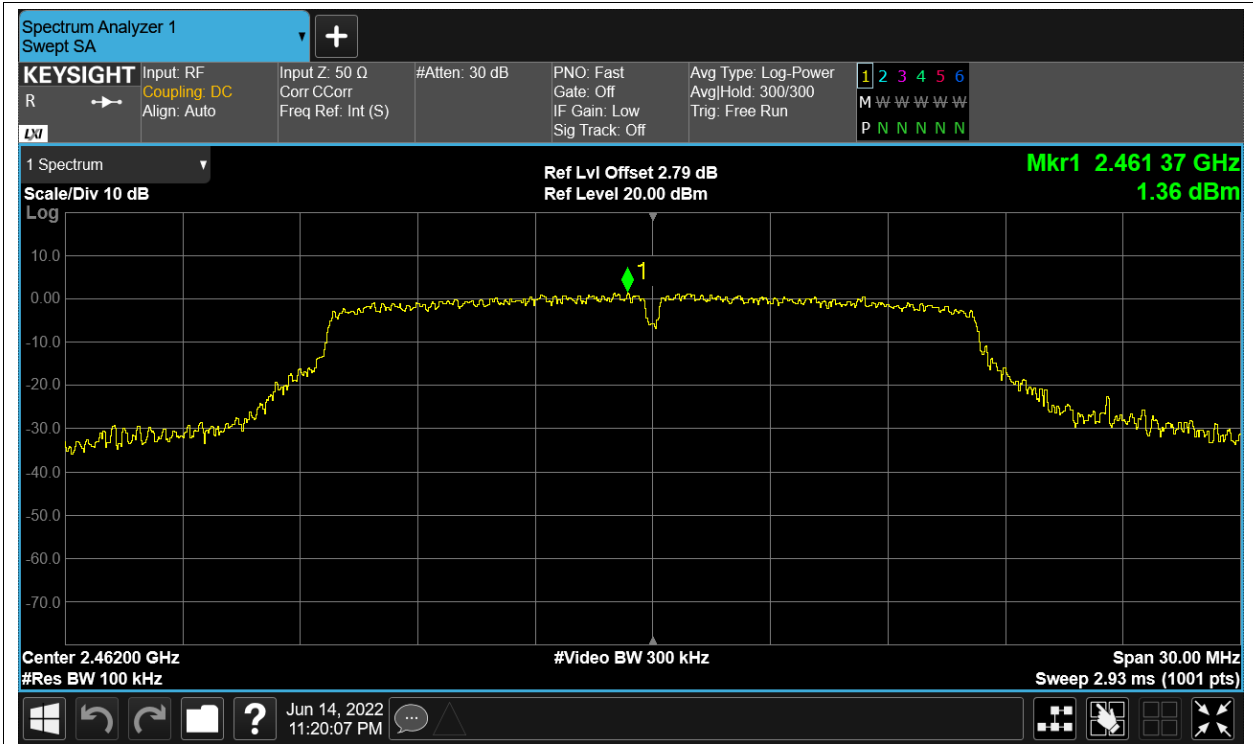 Spectrum Analyzer 1
Swept SA
+
KEYSIGHT
R
LXI
Input: RF
Coupling: DC
Align: Auto
Input Z: 50 Ω
Corr CCorr
Freq Ref: Int (S)
#Atten: 30 dB
PNO: Fast
Gate: Off
IF Gain: Low
Sig Track: Off
Avg Type: Log-Power
Avg|Hold: 300/300
Trig: Free Run
1 2 3 4 5 6
M W W W W W
P N N N N N
1 Spectrum
Scale/Div 10 dB
Ref Lvl Offset 2.79 dB
Ref Level 20.00 dBm
Mkr1 2.461 37 GHz
1.36 dBm
Log
10.0
0.00
-10.0
-20.0
-30.0
-40.0
-50.0
-60.0
-70.0
1
Center 2.46200 GHz
#Video BW 300 kHz
Span 30.00 MHz
#Res BW 100 kHz
Sweep 2.93 ms (1001 pts)
?
Jun 14, 2022
11:20:07 PM